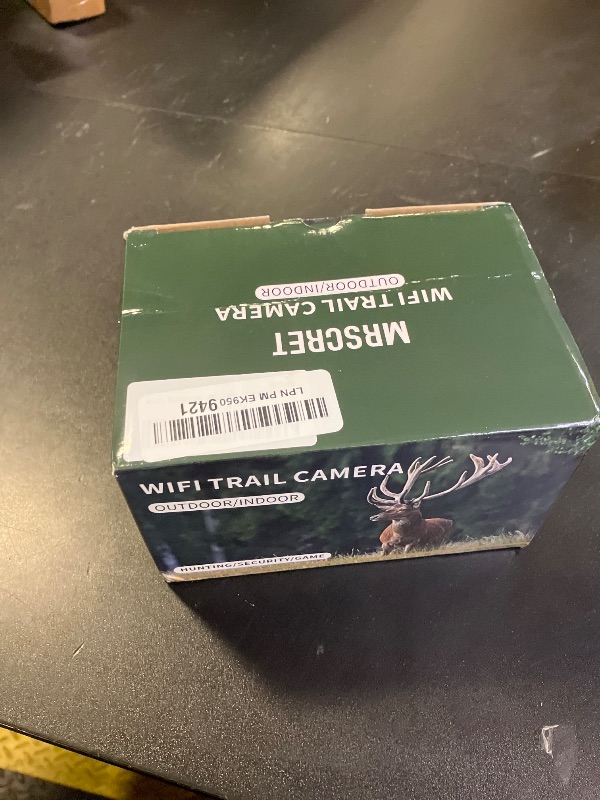 MRSCRET
WIFI TRAIL CAMERA
OUTDOOR/INDOOR
LPN PM EK950 9421
WIFI TRAIL CAMERA
OUTDOOR/INDOOR
HUNTING/SECURITY/GAME